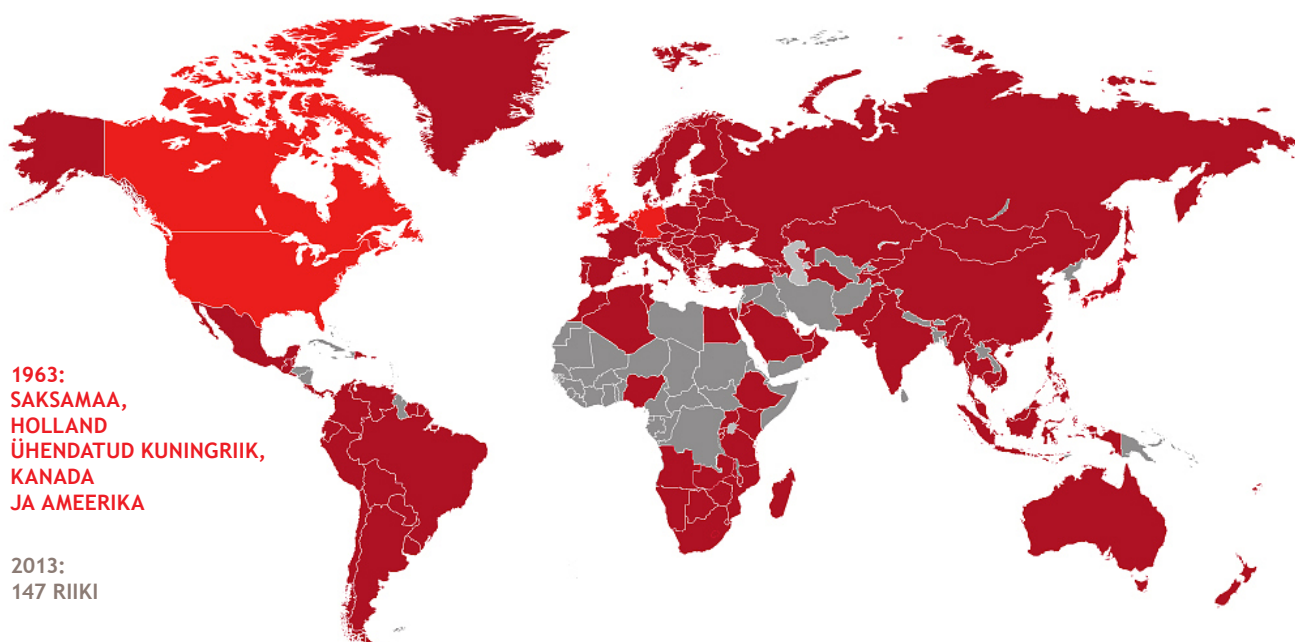 1963:
SAKSAMAA,
HOLLAND
ÜHENDATUD KUNINGRIIK,
KANADA
JA AMEERIKA
2013:
147 RIIKI